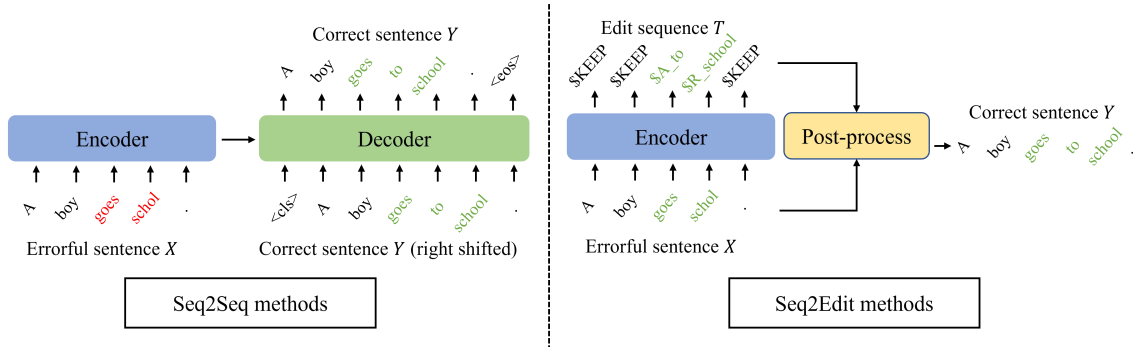 Correct sentence Y
A boy goes to school . <eos>
Encoder
Decoder
A boy goes schol .
<cls> A boy goes to school .
Errorful sentence X
Correct sentence Y (right shifted)
Seq2Seq methods
Edit sequence T
$KEEP $KEEP $A_to $R_school $KEEP
Encoder
Post-process
Correct sentence Y
A boy goes to school .
A boy goes schol .
Errorful sentence X
Seq2Edit methods